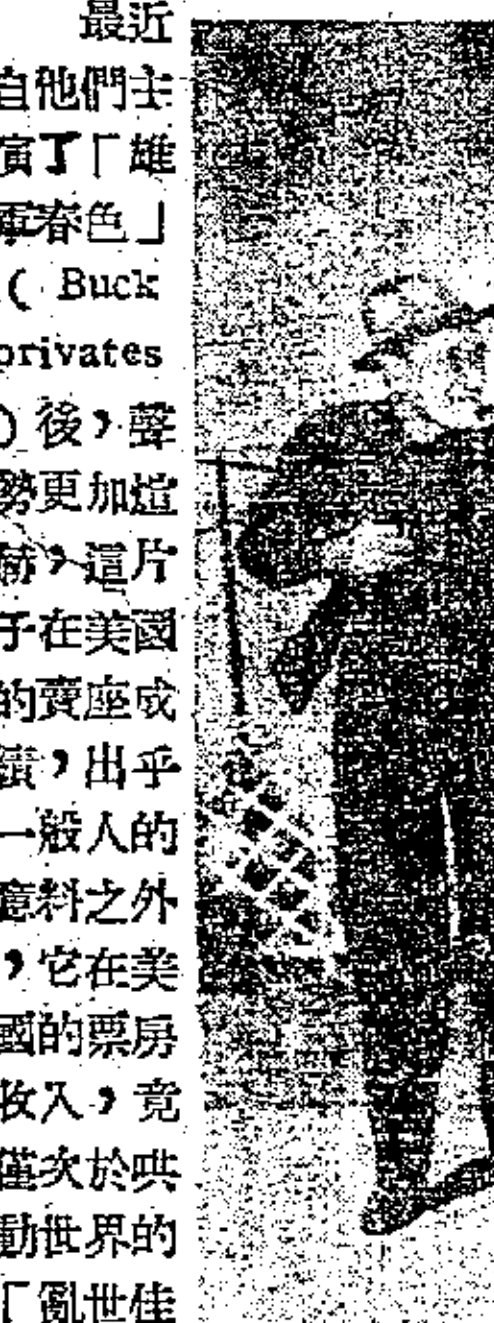 最近
自他們主
演了「雄
軍春色」
( Buck
privates
) 後，聲
勢更加煊
赫，這片
子在美國
的賣座成
績，出乎
一般人的
意料之外
，它在美
國的票房
收入，竟
僅次於哄
動世界的
「亂世佳